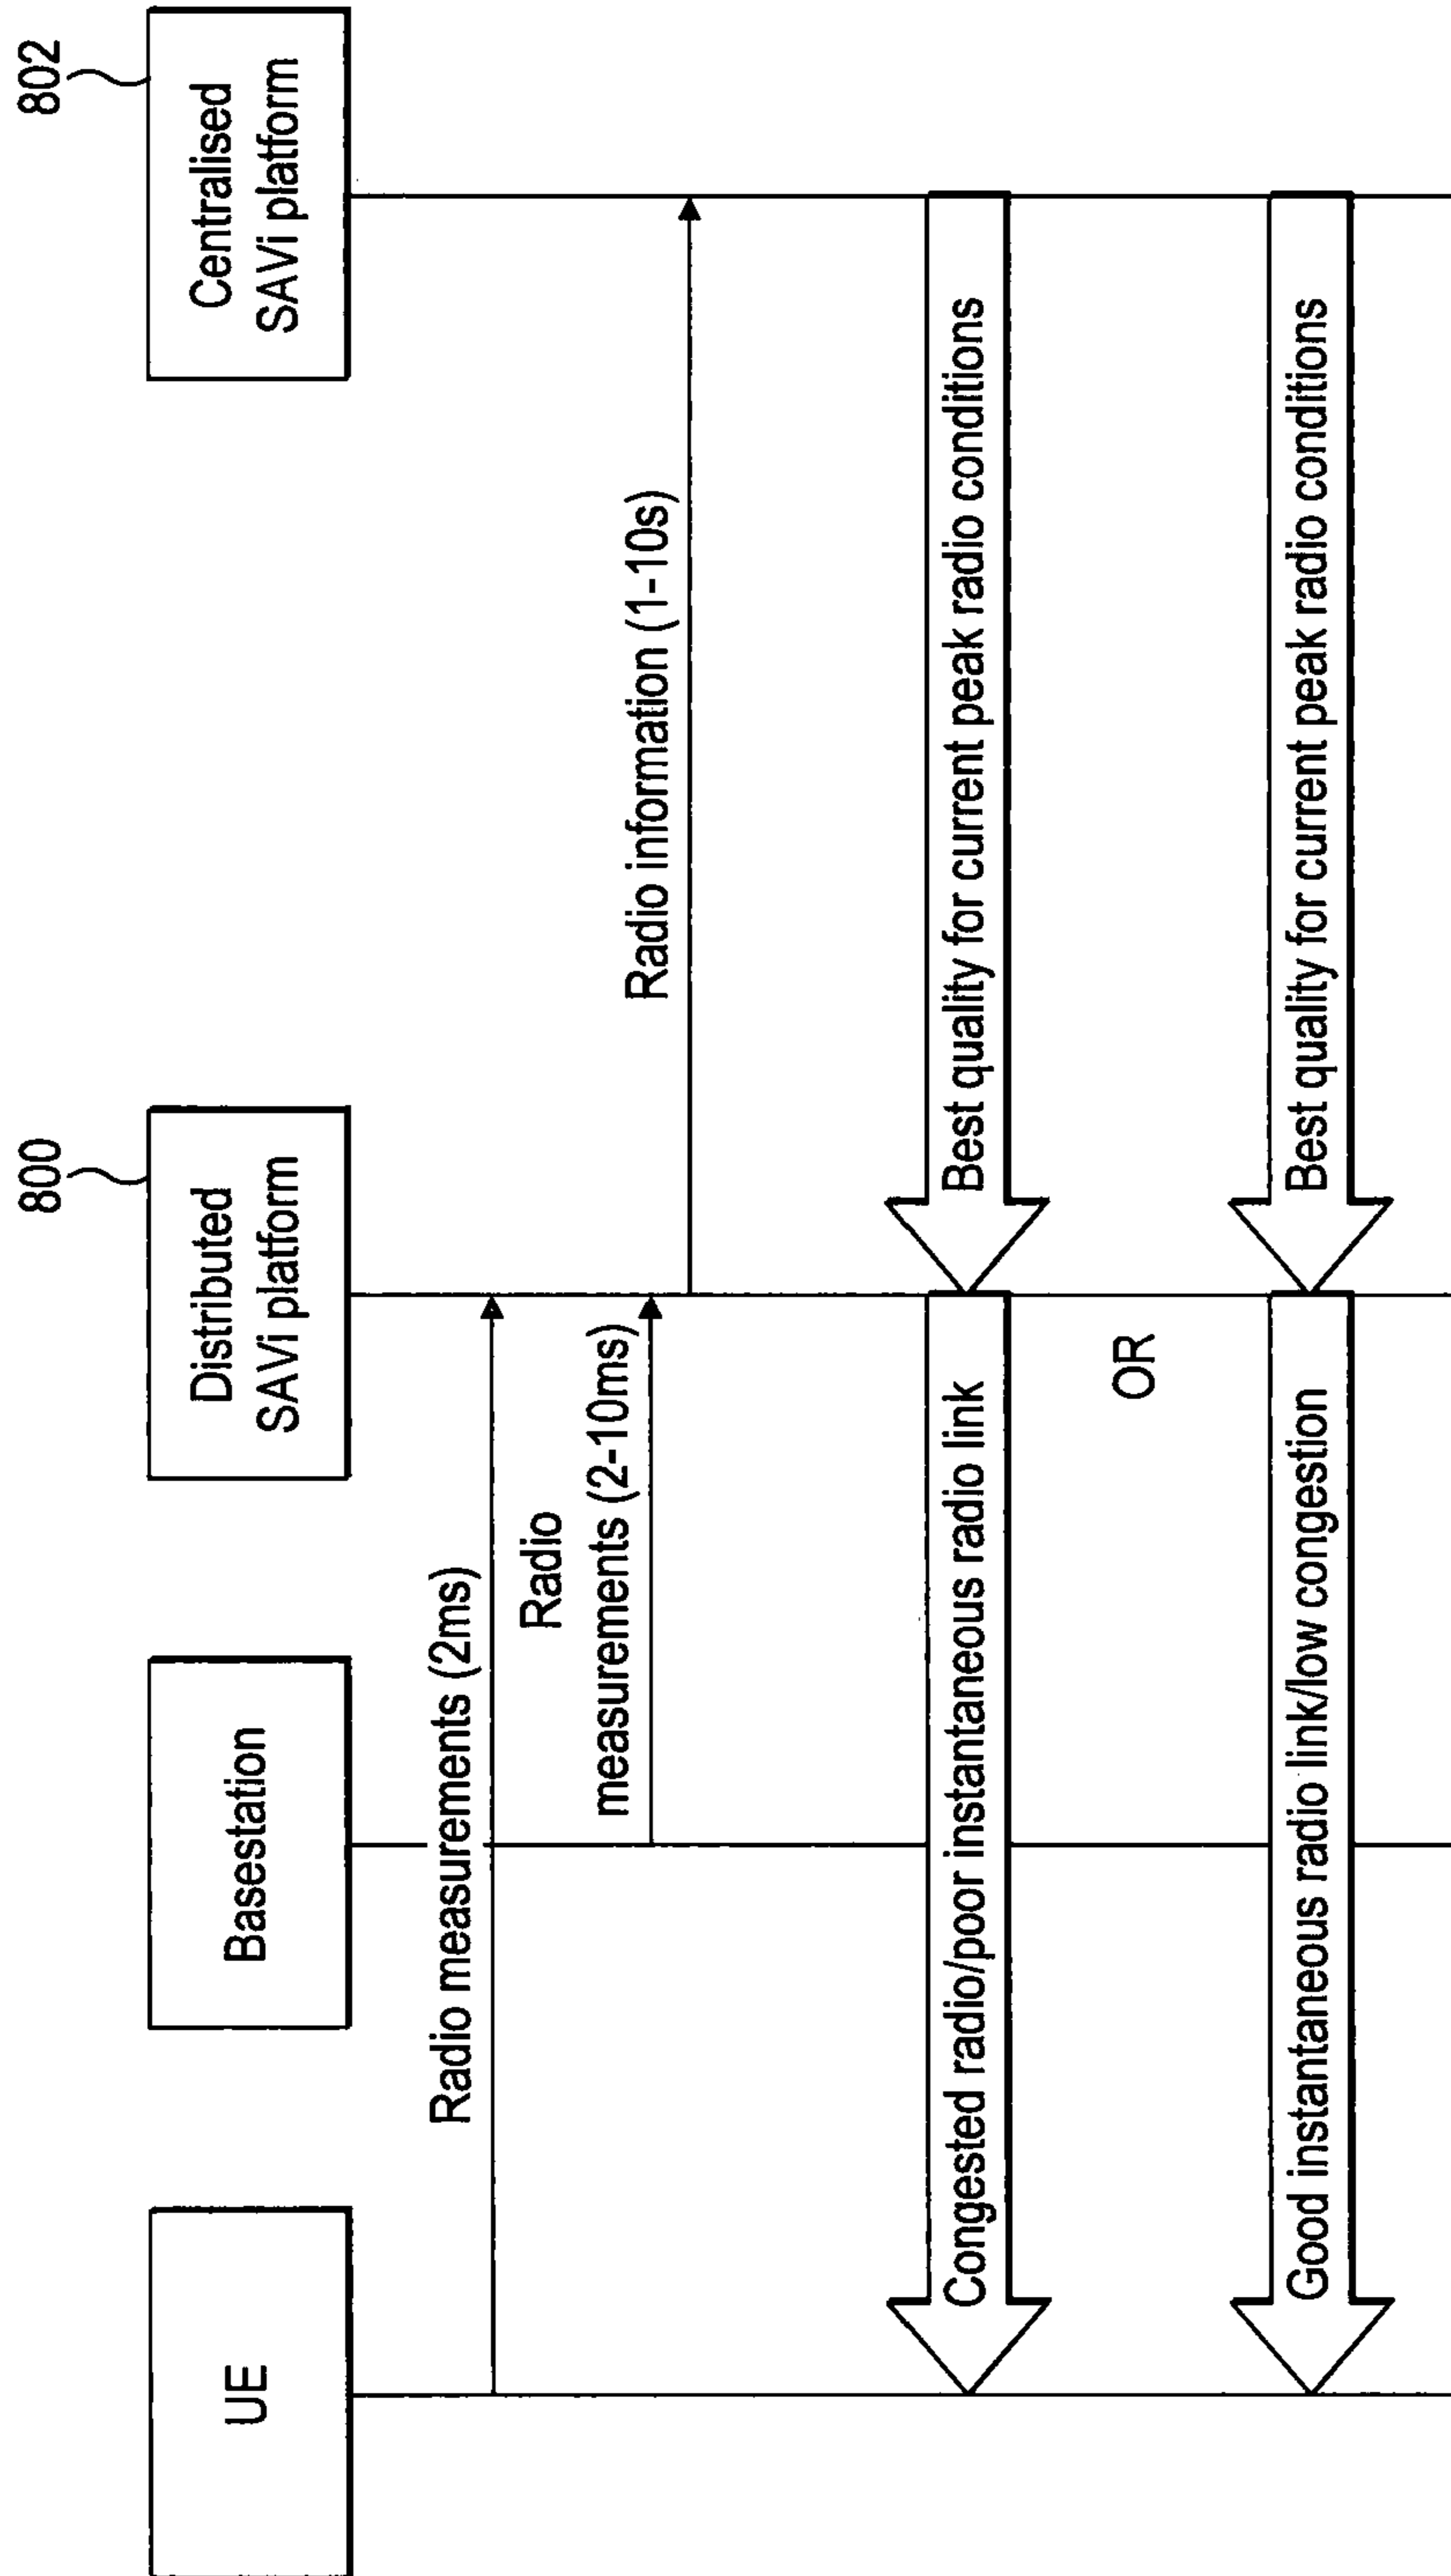 UE
Basestation
Distributed
SAVi platform
800
Centralised
SAVi platform
802
Radio measurements (2ms)
Radio
measurements (2-10ms)
Radio information (1-10s)
Congested radio/poor instantaneous radio link
Best quality for current peak radio conditions
OR
Good instantaneous radio link/low congestion
Best quality for current peak radio conditions